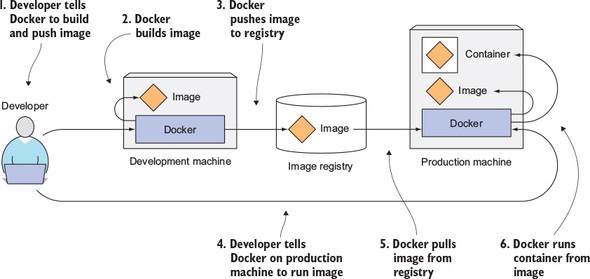 1. Developer tells
Docker to build
and push image
2. Docker
builds image
3. Docker
pushes image
to registry
Container
Image
Docker
Production machine
Developer
Image
Docker
Development machine
Image
Image registry
4. Developer tells
Docker on production
machine to run image
5. Docker pulls
image from
registry
6. Docker runs
container from
image